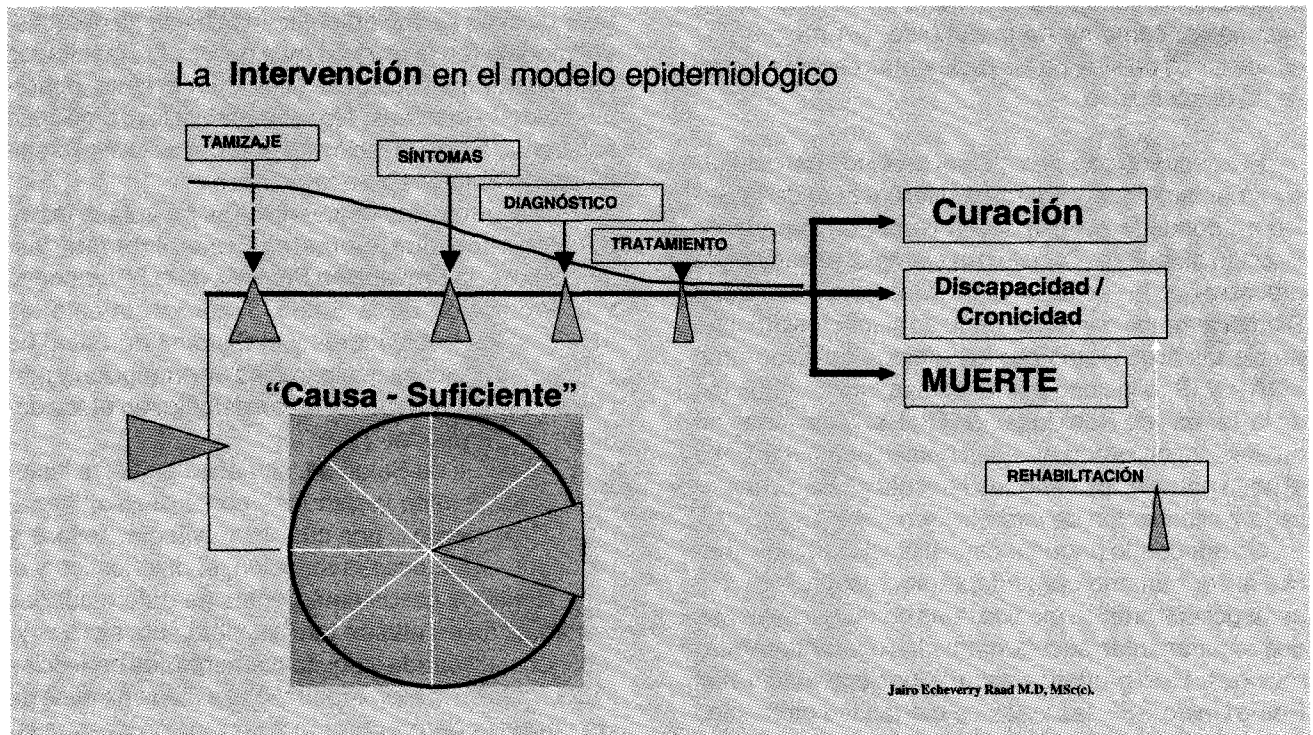 La Intervención en el modelo epidemiológico
TAMIZAJE
SÍNTOMAS
DIAGNÓSTICO
TRATAMIENTO
Curación
Discapacidad /
Cronicidad
MUERTE
“Causa - Suficiente”
REHABILITACIÓN
Jairo Echeverry Raad M.D, MSc(c).